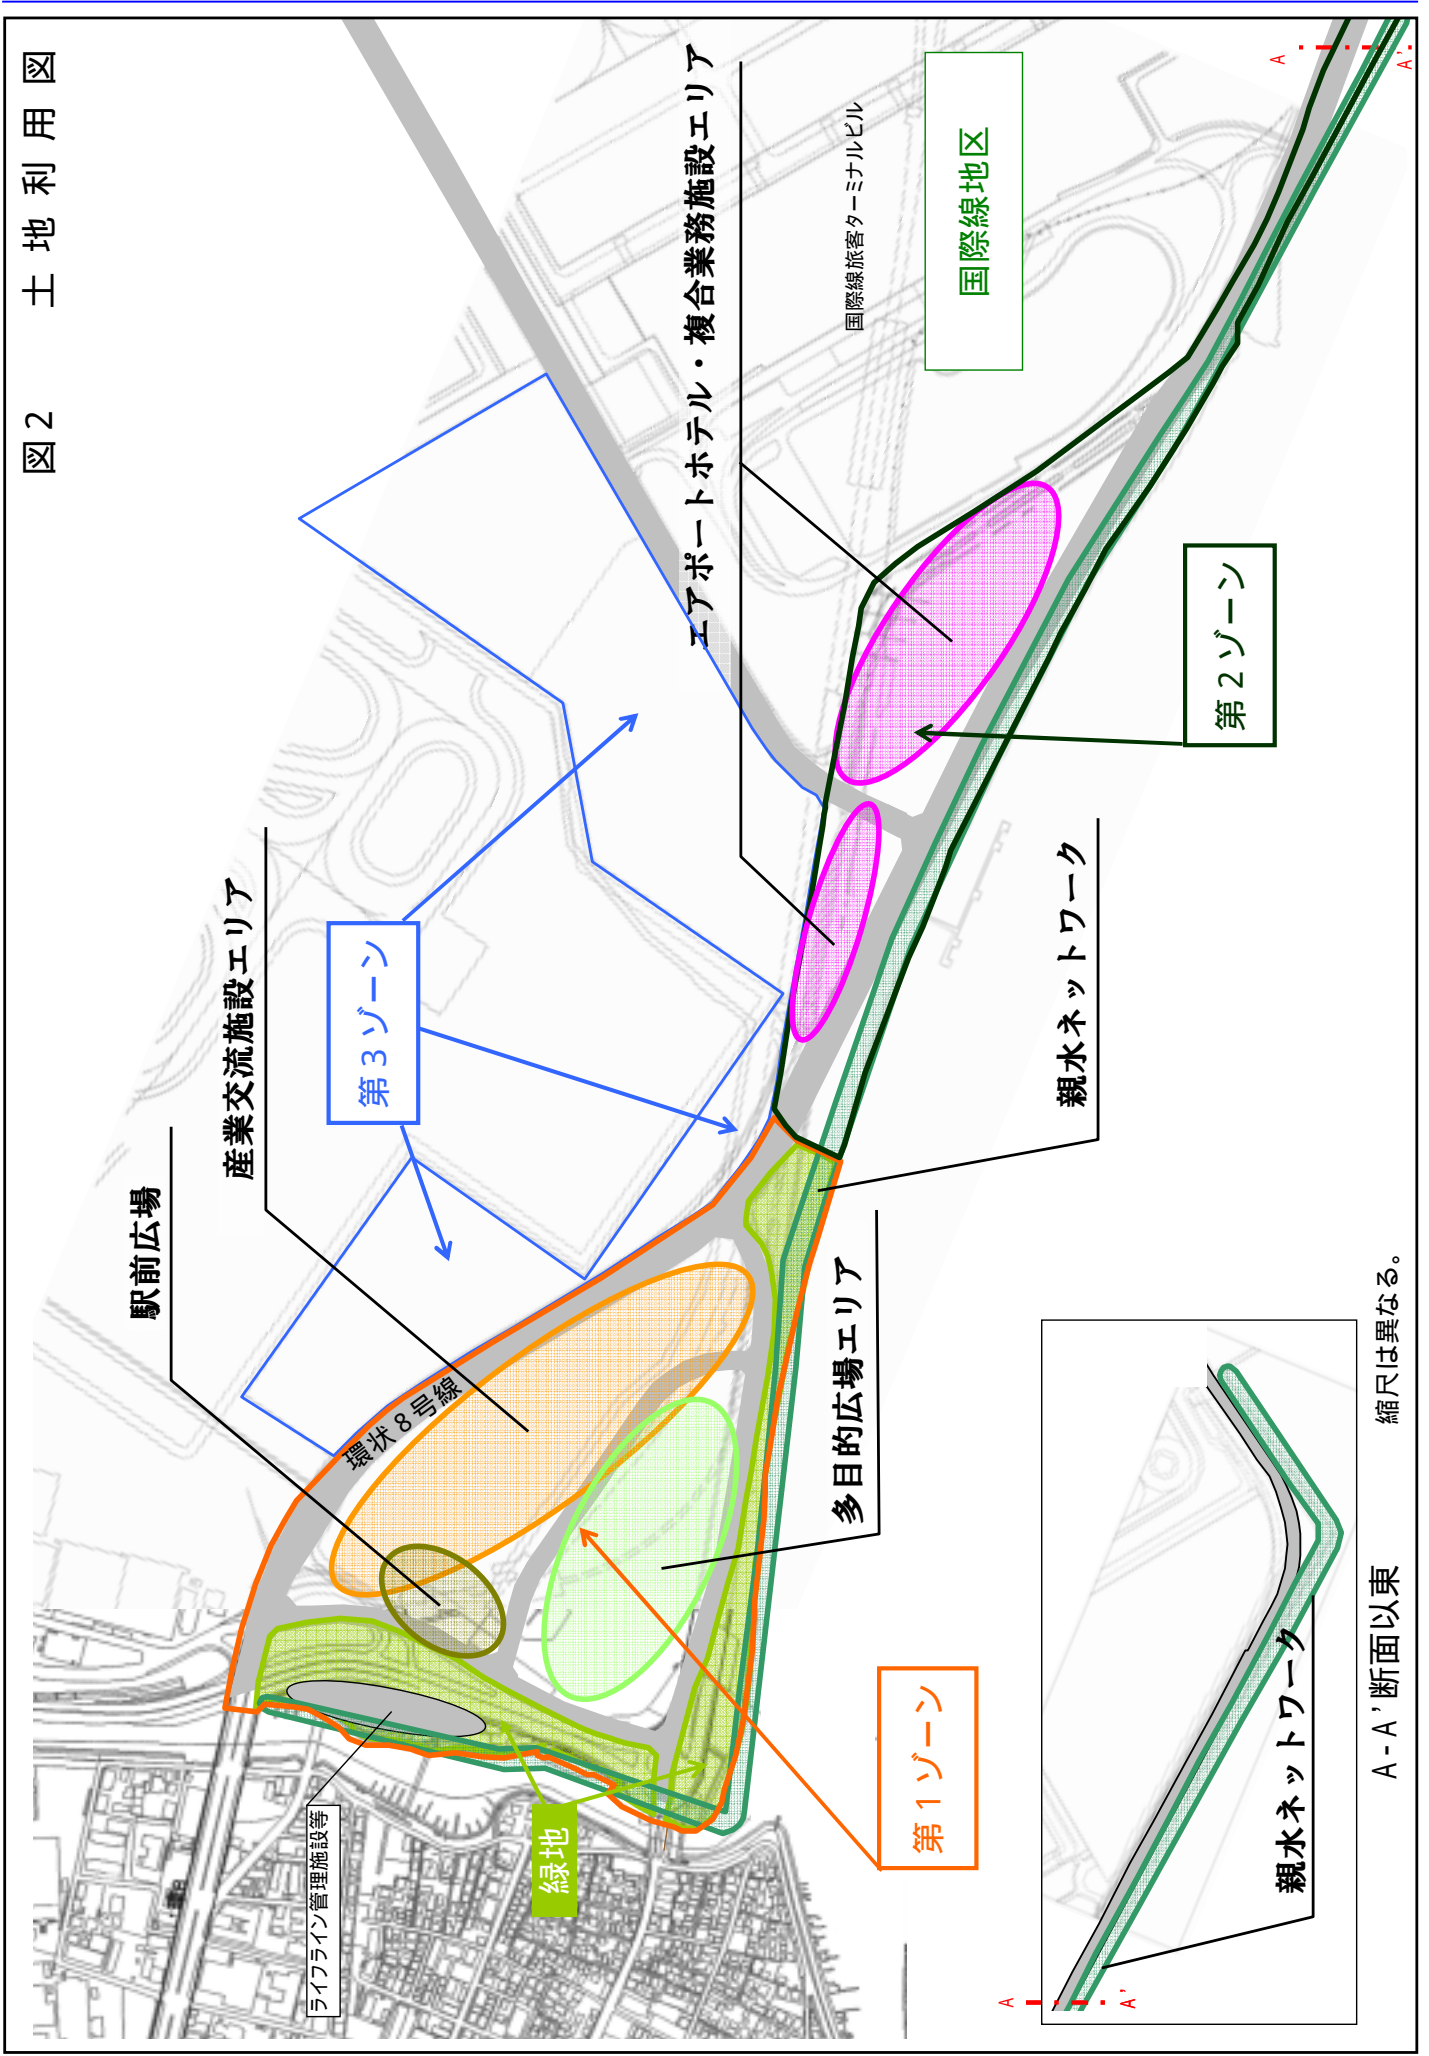 図2　土地利用図
駅前広場
産業交流施設エリア
第3ゾーン
エアポートホテル・複合業務施設エリア
国際線旅客ターミナルビル
国際線地区
A
A'
環状8号線
ライフライン管理施設等
緑地
多目的広場エリア
第1ゾーン
親水ネットワーク
第2ゾーン
A
A'
親水ネットワーク
A-A'断面以東　縮尺は異なる。